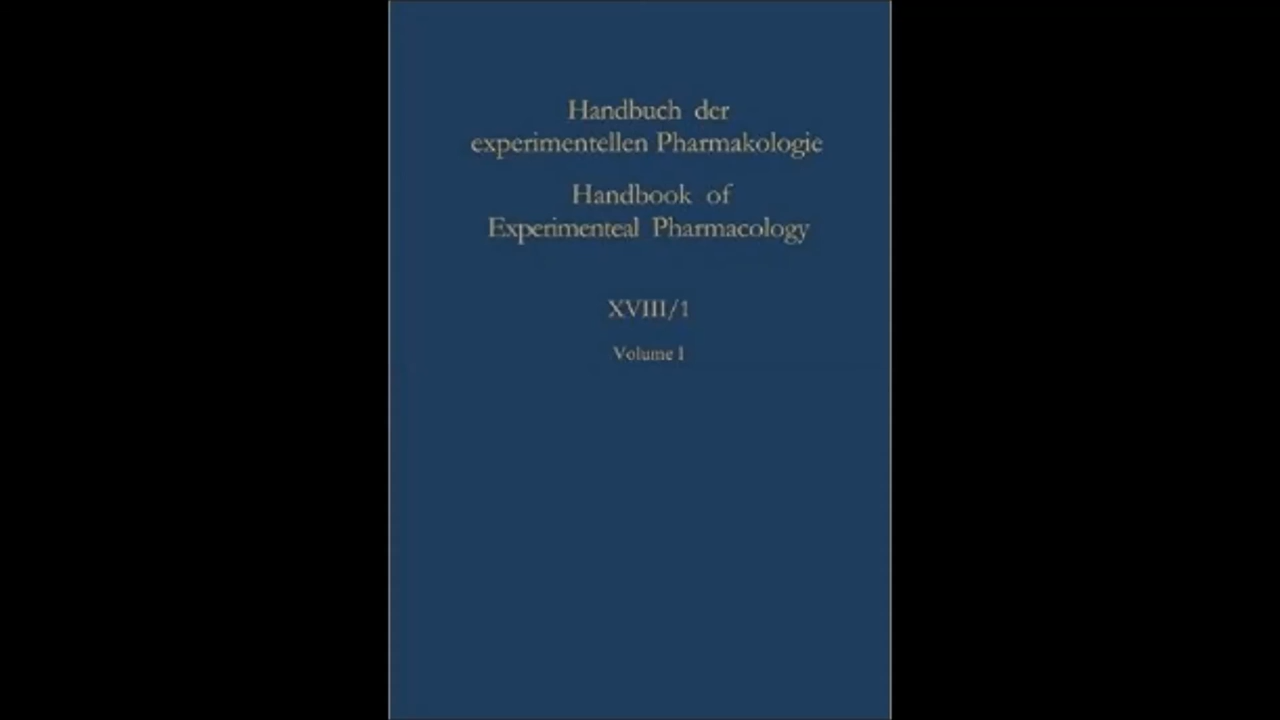 Handbuch der
experimentellen Pharmakologie
Handbook of
Experimenteal Pharmacology
XVIII/1
Volume I